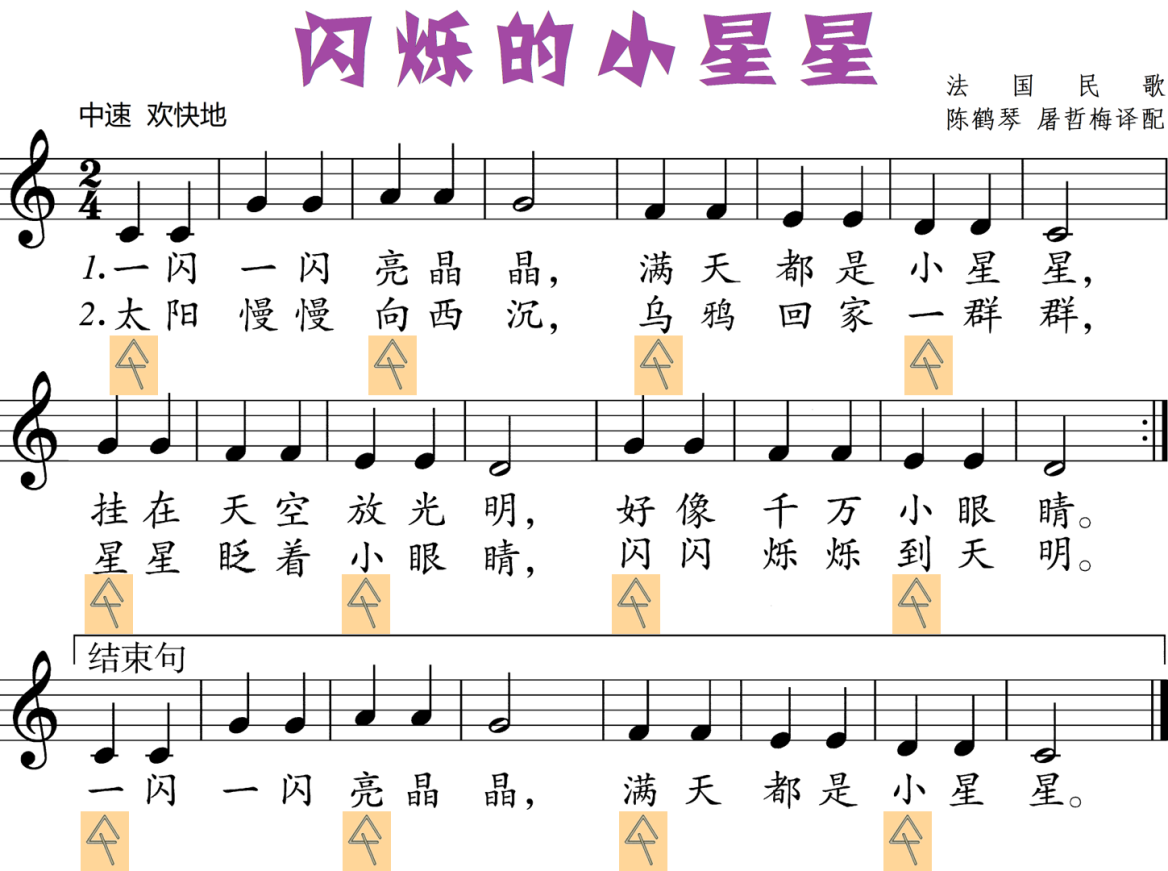 闪烁的小星星
法国民歌
中速 欢快地
陈鹤琴 屠哲梅译配
2
4
1.一闪一闪亮晶晶，满天都是小星星，
2.太阳慢慢向西沉，乌鸦回家一群群，
挂在天空放光明，好像千万小眼睛。
星星眨着小眼睛，闪闪烁烁到天明。
结束句
一闪一闪亮晶晶，满天都是小星星。